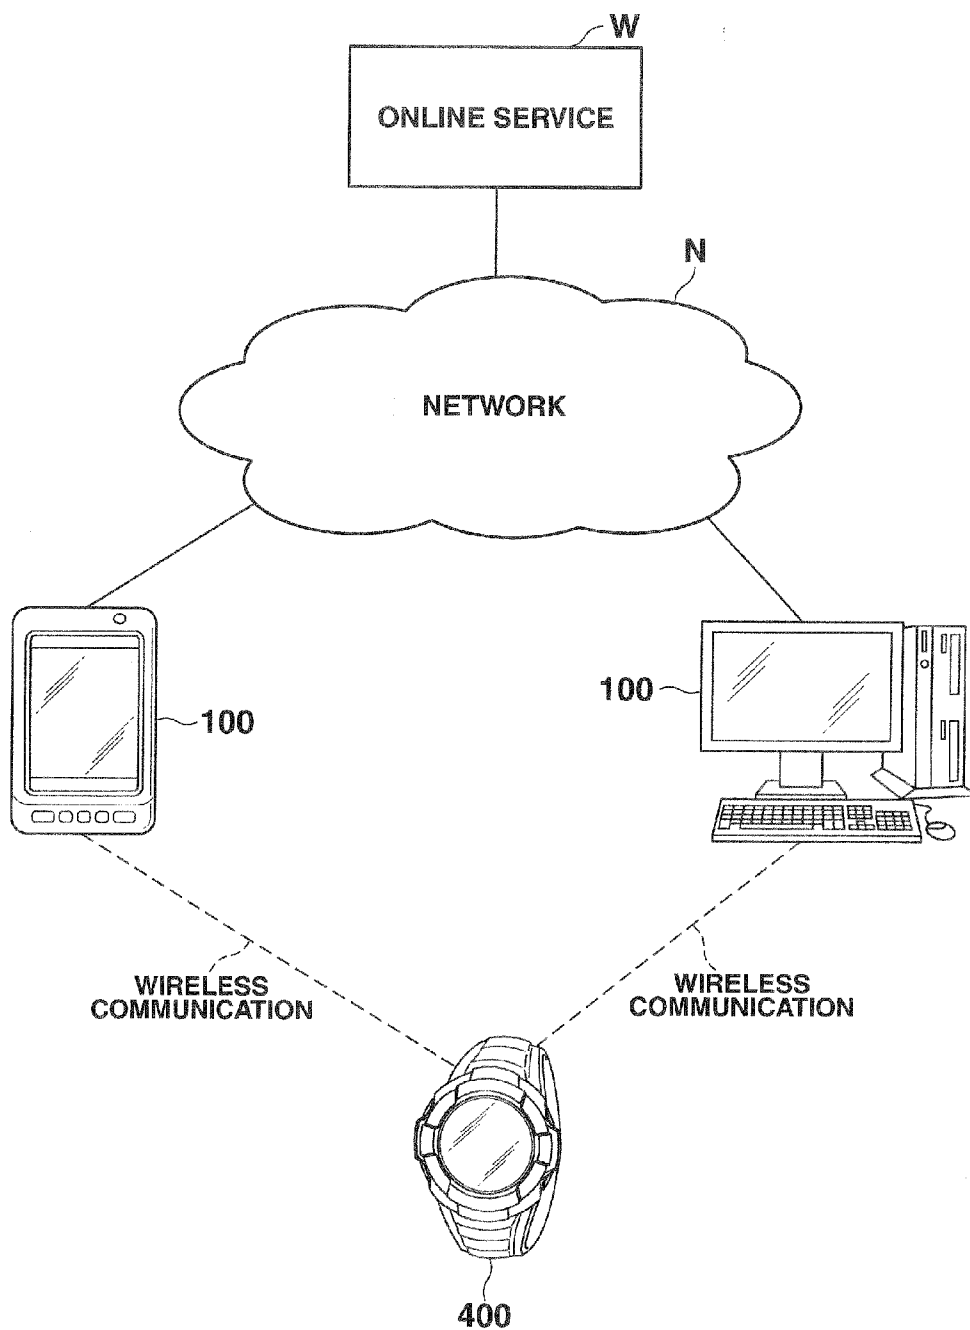 W
ONLINE SERVICE
N
NETWORK
100
100
WIRELESS
COMMUNICATION
WIRELESS
COMMUNICATION
400